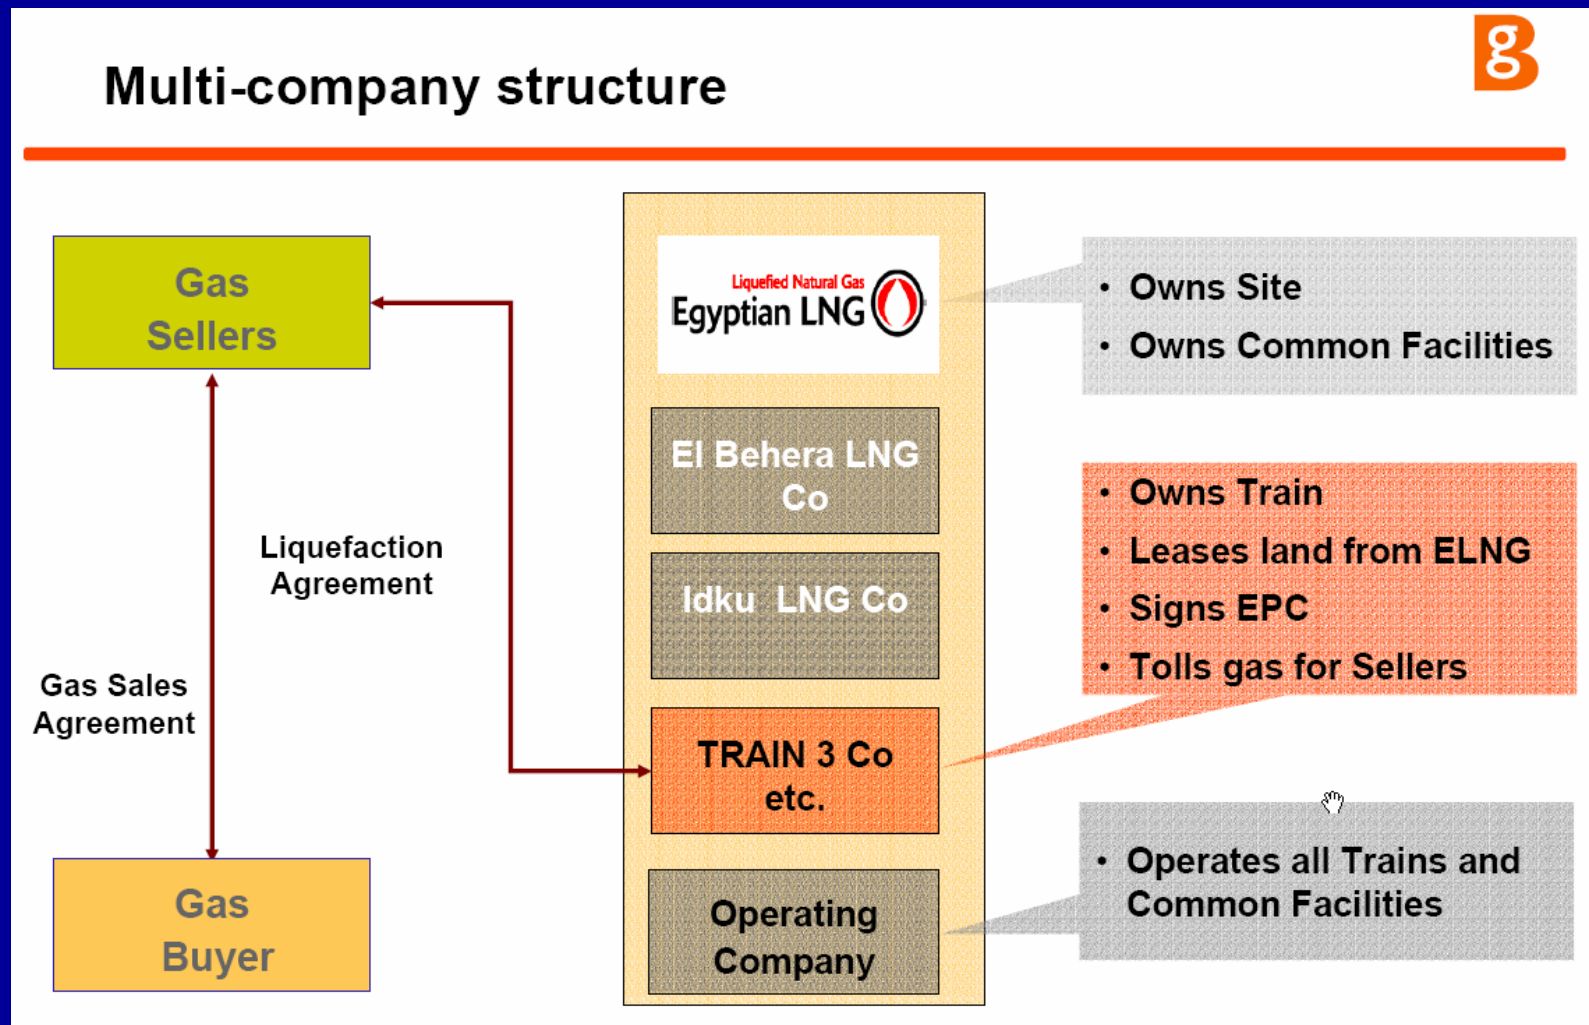 Multi-company structure
Bg
Gas
Sellers
Liquefied Natural Gas
Egyptian LNG
• Owns Site
• Owns Common Facilities
El Behera LNG
Co
• Owns Train
• Leases land from ELNG
• Signs EPC
• Tolls gas for Sellers
Liquefaction
Agreement
Idku LNG Co
Gas Sales
Agreement
TRAIN 3 Co
etc.
• Operates all Trains and
Common Facilities
Gas
Buyer
Operating
Company